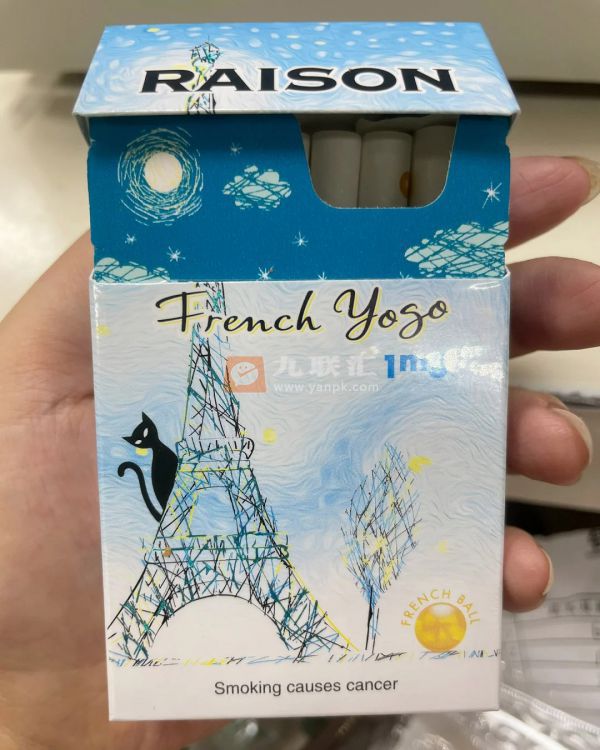 RAISON
French Yogo
九联汇
1mg
www.yanpk.com
FRENCH BALL
Smoking causes cancer